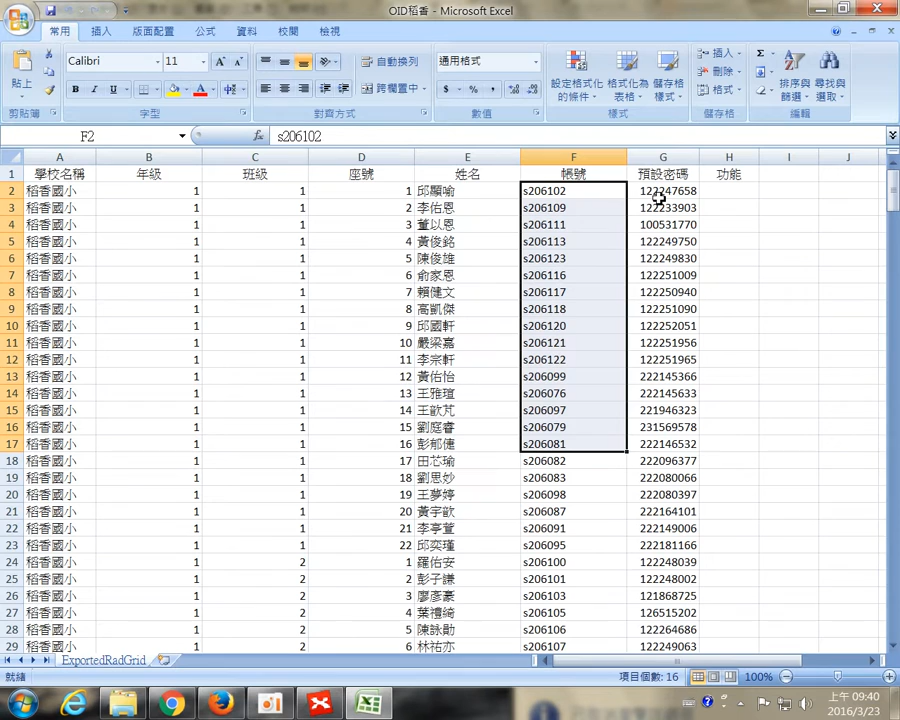 OID稻香 - Microsoft Excel
常用 插入 版面配置 公式 資料 校閱 檢視
貼上 Calibri 11 自動換列 通用格式 設定格式化的條件 格式化為表格 儲存格樣式 插入 刪除 格式 排序與篩選 尋找與選取
B I U 跨欄置中 $ % ,
剪貼簿 字型 對齊方式 數值 樣式 儲存格 編輯
F2 fx s206102
A B C D E F G H I J
1 學校名稱 年級 班級 座號 姓名 帳號 預設密碼 功能
2 稻香國小 1 1 1 邱顯喻 s206102 122247658
3 稻香國小 1 1 2 李佑恩 s206109 122233903
4 稻香國小 1 1 3 董以恩 s206111 100531770
5 稻香國小 1 1 4 黃俊銘 s206113 122249750
6 稻香國小 1 1 5 陳俊雄 s206123 122249830
7 稻香國小 1 1 6 俞家恩 s206116 122251009
8 稻香國小 1 1 7 賴健文 s206117 122250940
9 稻香國小 1 1 8 高凱傑 s206118 122251090
10 稻香國小 1 1 9 邱國軒 s206120 122252051
11 稻香國小 1 1 10 嚴梁嘉 s206121 122251956
12 稻香國小 1 1 11 李宗軒 s206122 122251965
13 稻香國小 1 1 12 黃佑怡 s206099 222145366
14 稻香國小 1 1 13 王雅瑄 s206076 222145633
15 稻香國小 1 1 14 王歆芃 s206097 221946323
16 稻香國小 1 1 15 劉庭睿 s206079 231569578
17 稻香國小 1 1 16 彭郁倢 s206081 222146532
18 稻香國小 1 1 17 田芯瑜 s206082 222096377
19 稻香國小 1 1 18 劉思妙 s206083 222080066
20 稻香國小 1 1 19 王夢婷 s206098 222080397
21 稻香國小 1 1 20 黃宇歆 s206087 222164101
22 稻香國小 1 1 21 李亭萱 s206091 222149006
23 稻香國小 1 1 22 邱奕瑾 s206095 222181166
24 稻香國小 1 2 1 羅佑安 s206100 122248039
25 稻香國小 1 2 2 彭子謙 s206101 122248002
26 稻香國小 1 2 3 廖彥豪 s206103 121868725
27 稻香國小 1 2 4 葉禮綺 s206105 126515202
28 稻香國小 1 2 5 陳詠勛 s206106 122264686
29 稻香國小 1 2 6 林祐亦 s206107 122249063
ExportedRadGrid
就緒 項目個數: 16 100%
上午 09:40
2016/3/23